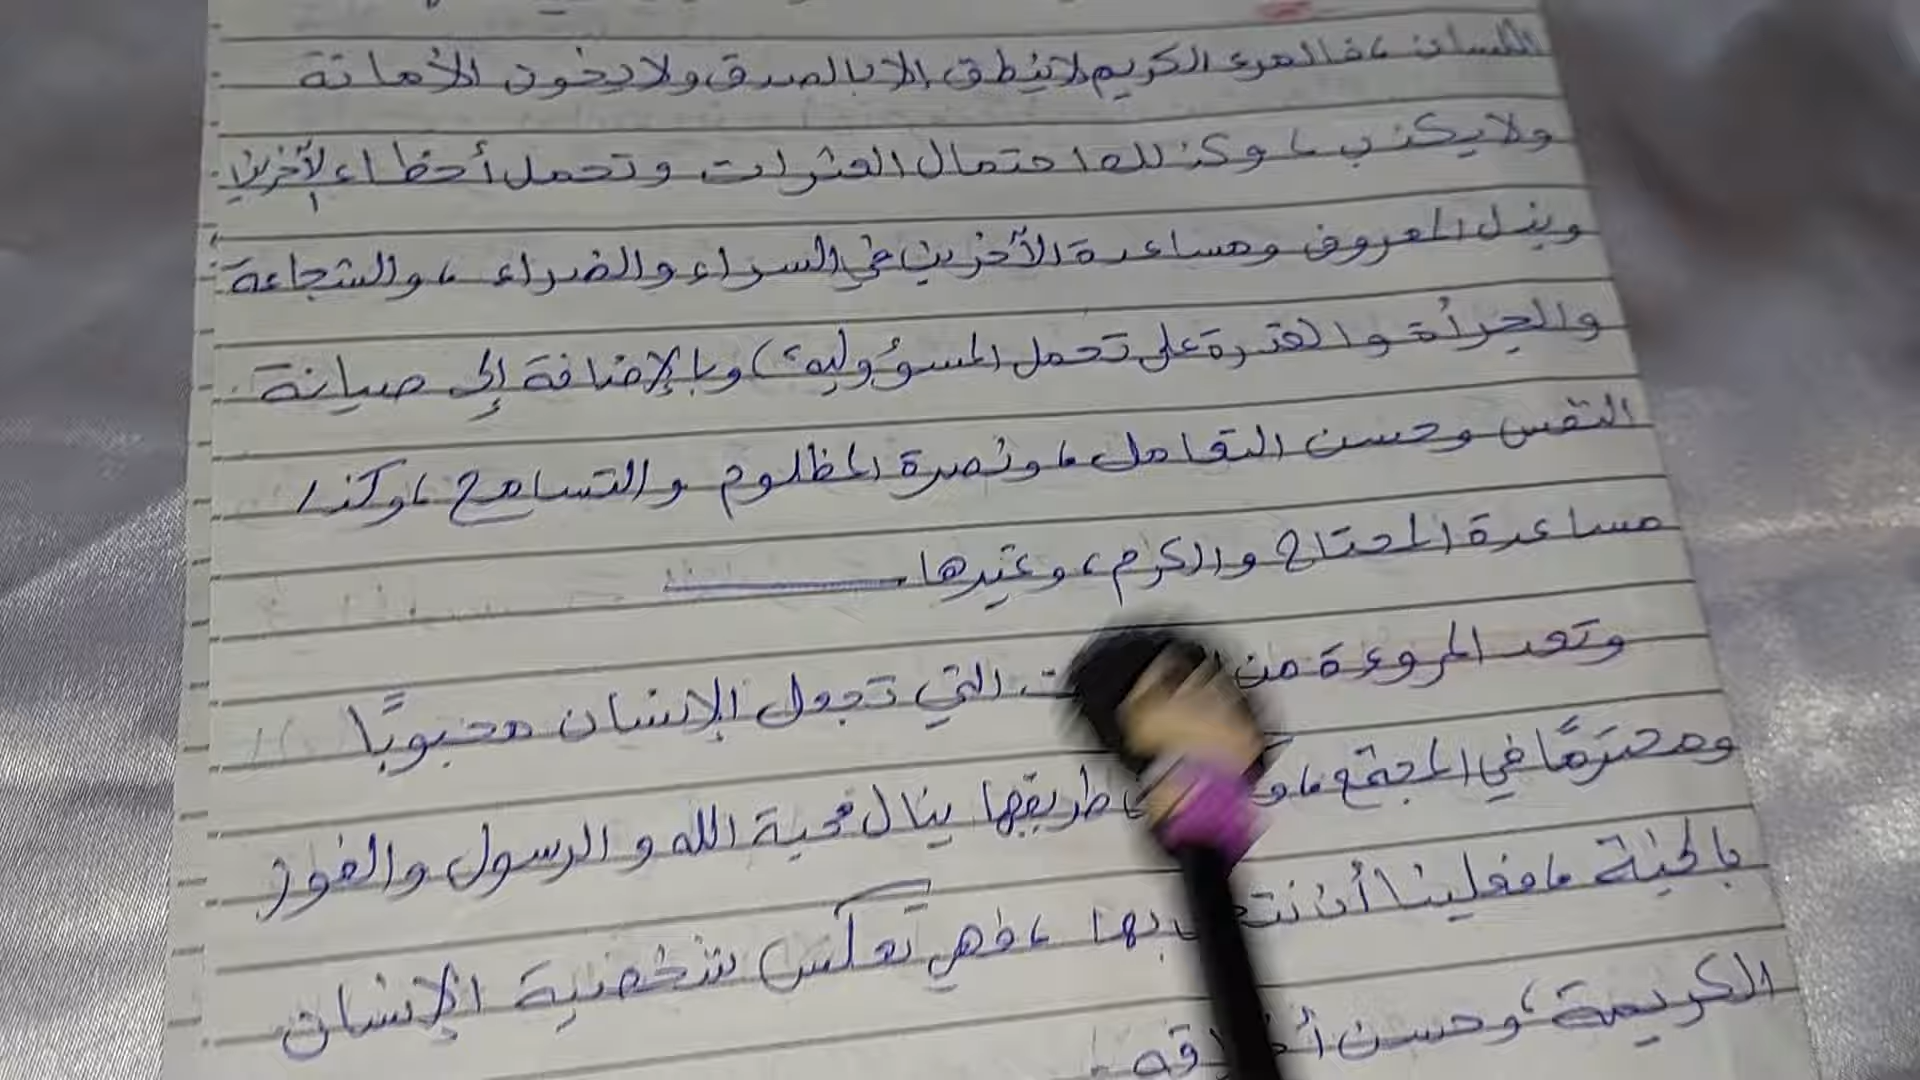 اللسان، فالمرء الكريم لا ينطق إلا بالصدق ولا يخون الأمانة
ولا يكذب، وكذلك احتمال العثرات وتحمل أخطاء الآخرين
وبذل المعروف ومساعدة الآخرين في السراء والضراء، والشجاعة
والجرأة والقدرة على تحمل المسؤولية، وبالإضافة إلى صيانة
النفس وحسن التعامل، ونصرة المظلوم والتسامح، وكذا
مساعدة المحتاج والكرم، وغيرها.
وتعد المروءة من التي تجعل الإنسان محبوبًا
ومحترمًا في المجتمع، طريقها ينال محبة الله والرسول والفوز
بالجنة، فعلينا أن بها، فهي تعكس شخصية الإنسان
الكريمة، وحسن